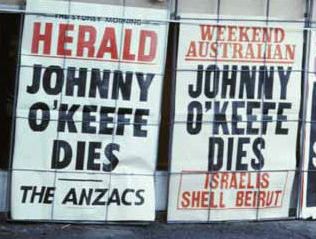 THE SYDNEY MORNING
HERALD
JOHNNY
O'KEEFE
DIES
THE ANZACS
WEEKEND
AUSTRALIAN
JOHNNY
O'KEEFE
DIES
ISRAELIS
SHELL BEIRUT